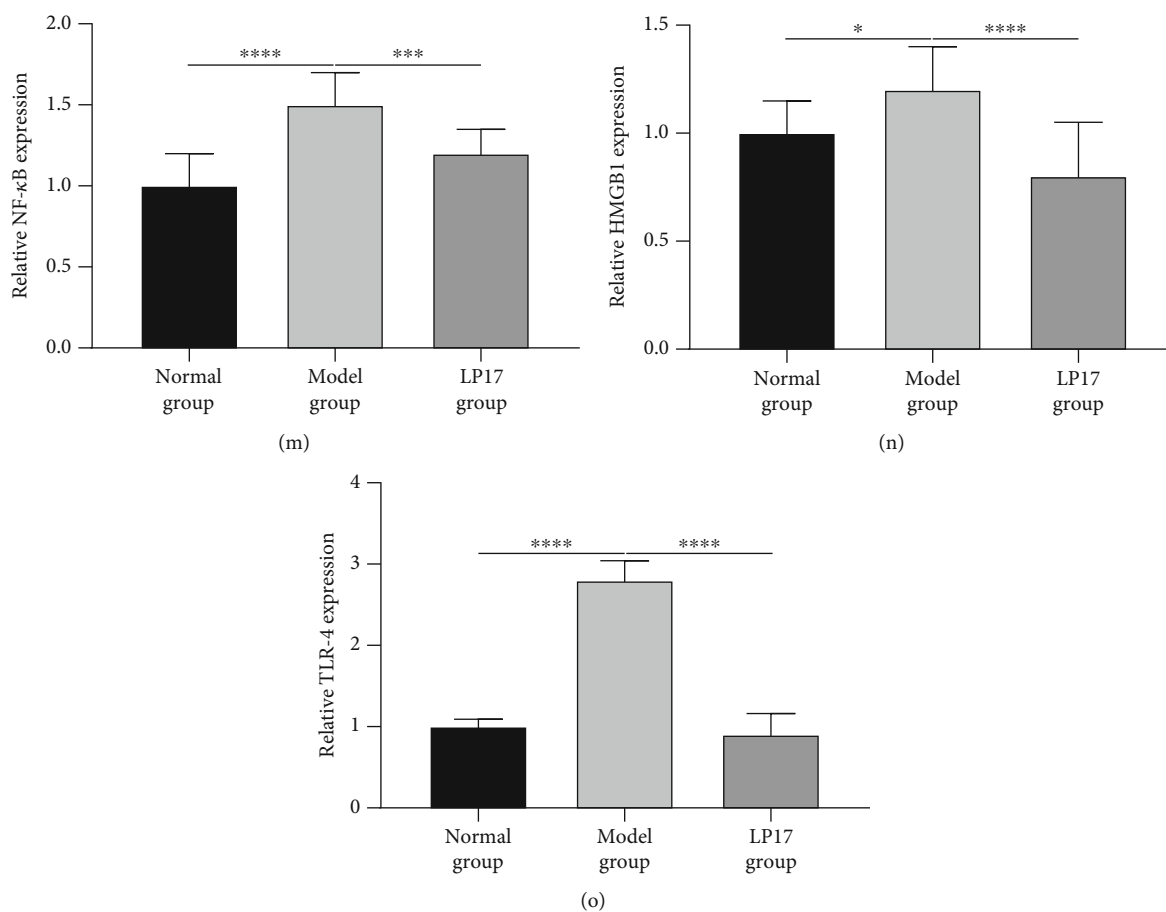 Relative NF-κB expression
2.0
1.5
1.0
0.5
0.0
****
***
Normal group
Model group
LP17 group
(m)
Relative HMGB1 expression
1.5
1.0
0.5
0.0
*
****
Normal group
Model group
LP17 group
(n)
Relative TLR-4 expression
4
3
2
1
0
****
****
Normal group
Model group
LP17 group
(o)